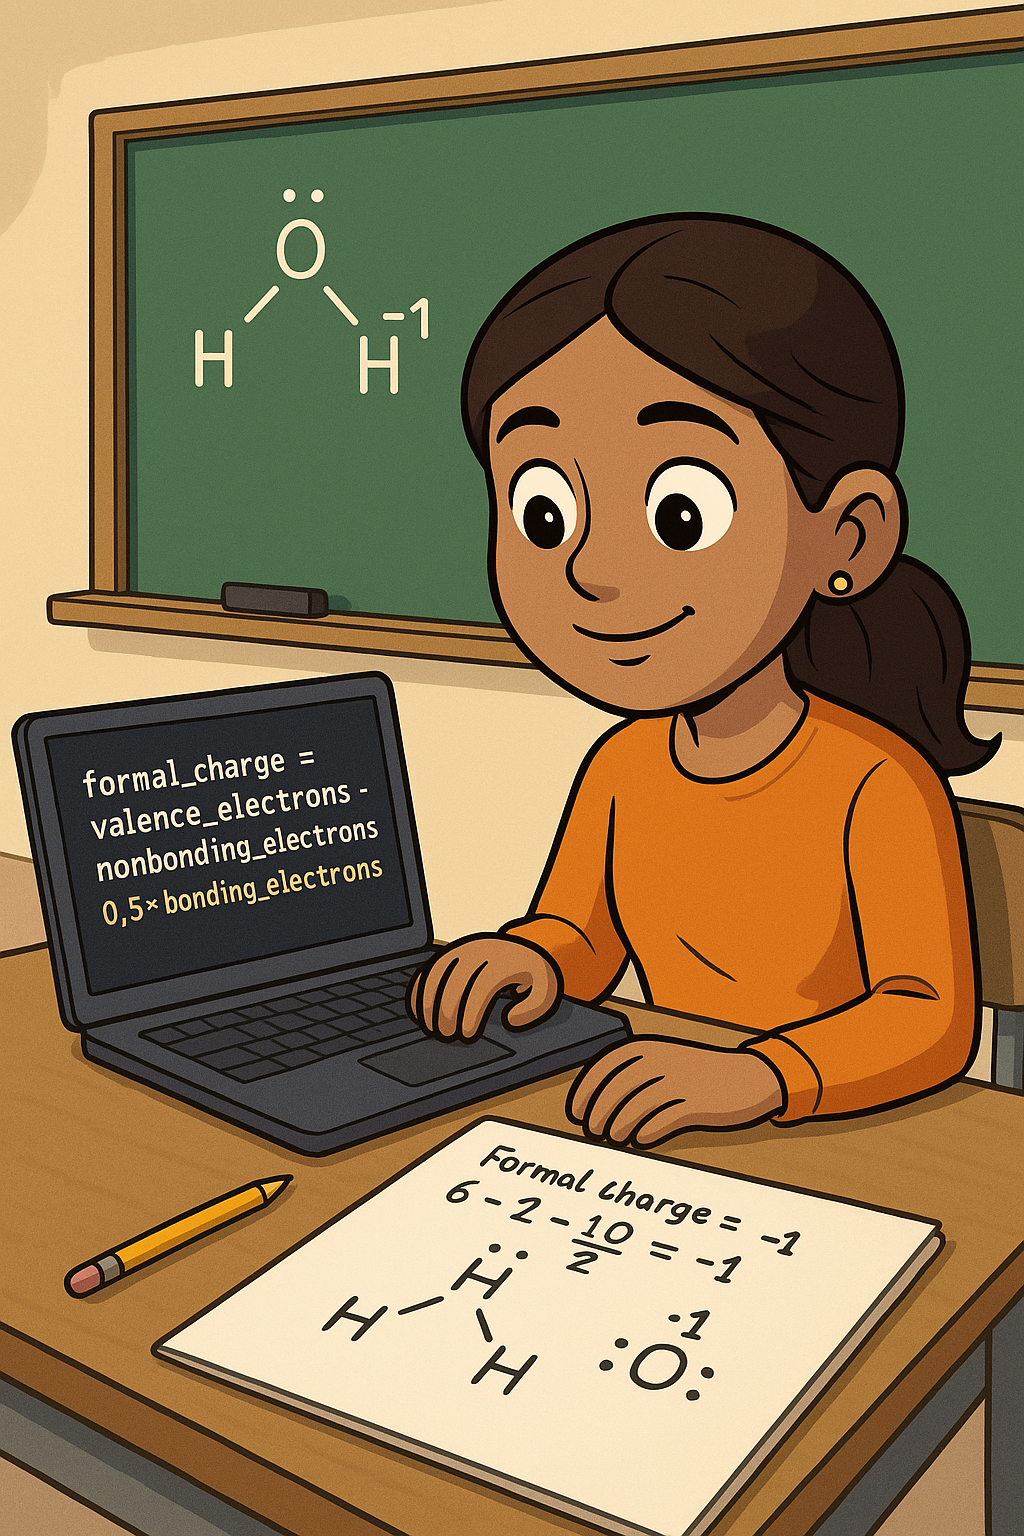 O
H H -1
formal_charge =
valence_electrons -
nonbonding_electrons
0,5× bonding_electrons
Formal charge = -1
6 - 2 - 10/2 = -1
H
H H
·1
:O: